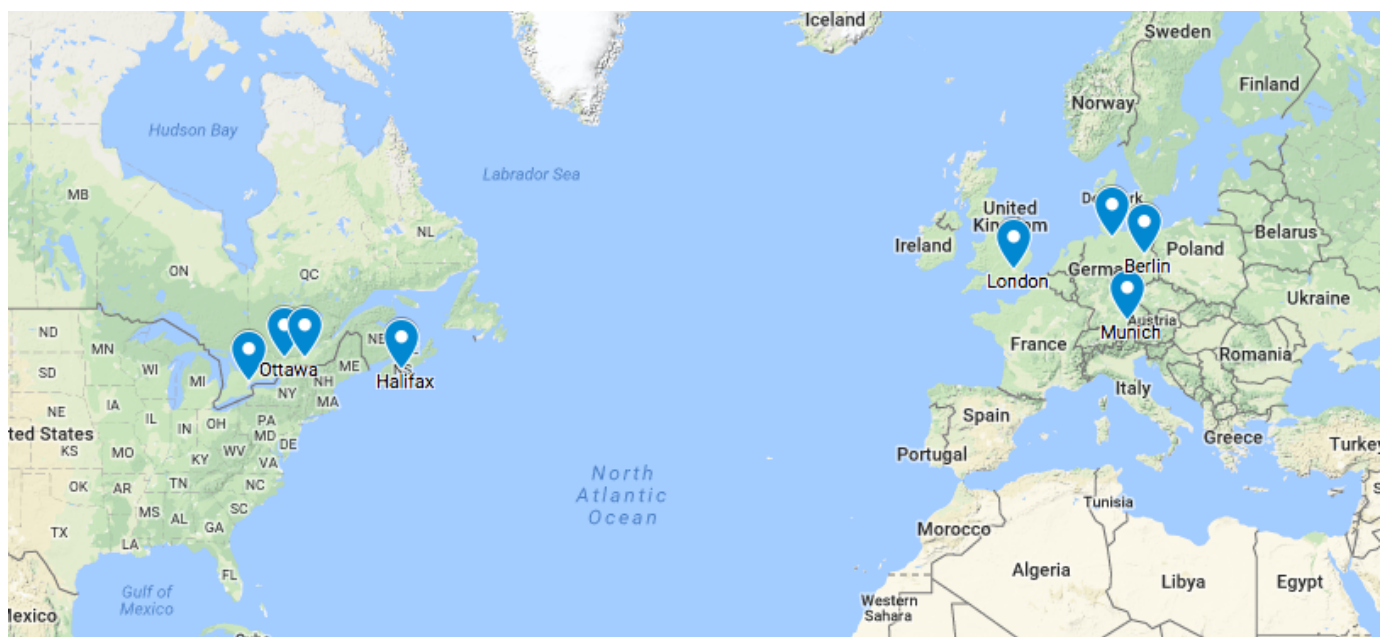 Iceland
Sweden
Finland
Norway
Hudson Bay
Labrador Sea
MB
NL
ON
QC
United
Kingdom
Ireland
London
Berlin
Poland
Belarus
Munich
Austria
Ukraine
France
Romania
Italy
Spain
Portugal
Greece
Turkey
Tunisia
Morocco
Algeria
Libya
Egypt
Western
Sahara
North
Atlantic
Ocean
Ottawa
Halifax
NS
ME
NH
NY
MA
ND
MN
SD
WI
MI
NE
IA
IL
IN
OH
PA
MD
DE
ted States
KS
MO
KY
WV
VA
OK
AR
TN
NC
MS
AL
GA
SC
TX
LA
FL
Gulf of
Mexico
Mexico